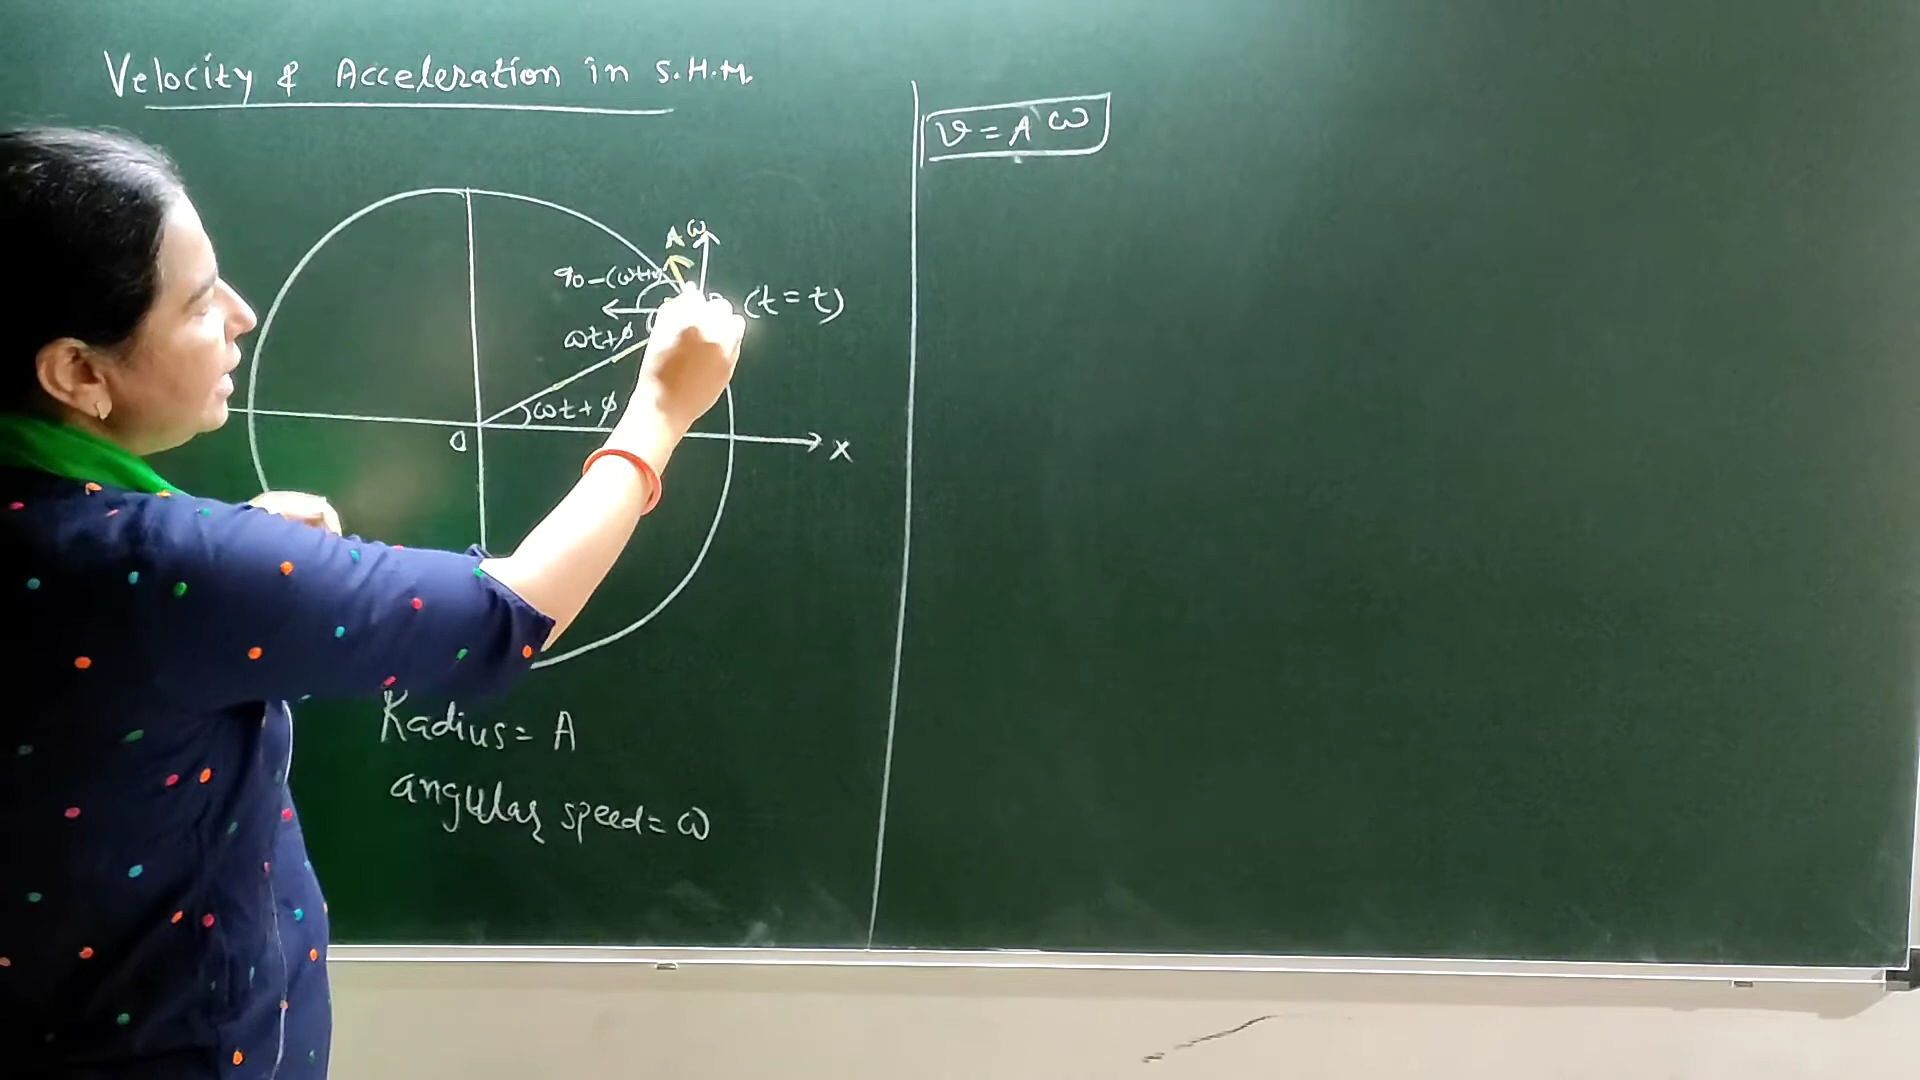 Velocity & Acceleration in S.H.M.
v = Aω
Aω
90-(ωt+
(t = t)
ωt+φ
ωt+φ
O
X
Radius = A
angular speed = ω